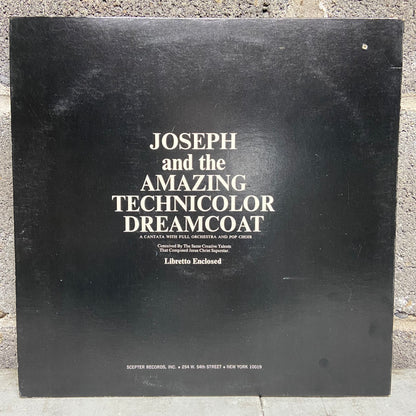 JOSEPH
and the
AMAZING
TECHNICOLOR
DREAMCOAT
A CANTATA WITH FULL ORCHESTRA AND POP CHOIR
Conceived By The Same Creative Talents
That Composed Jesus Christ Superstar.
Libretto Enclosed
SCEPTER RECORDS, INC. • 254 W. 54th STREET • NEW YORK 10019